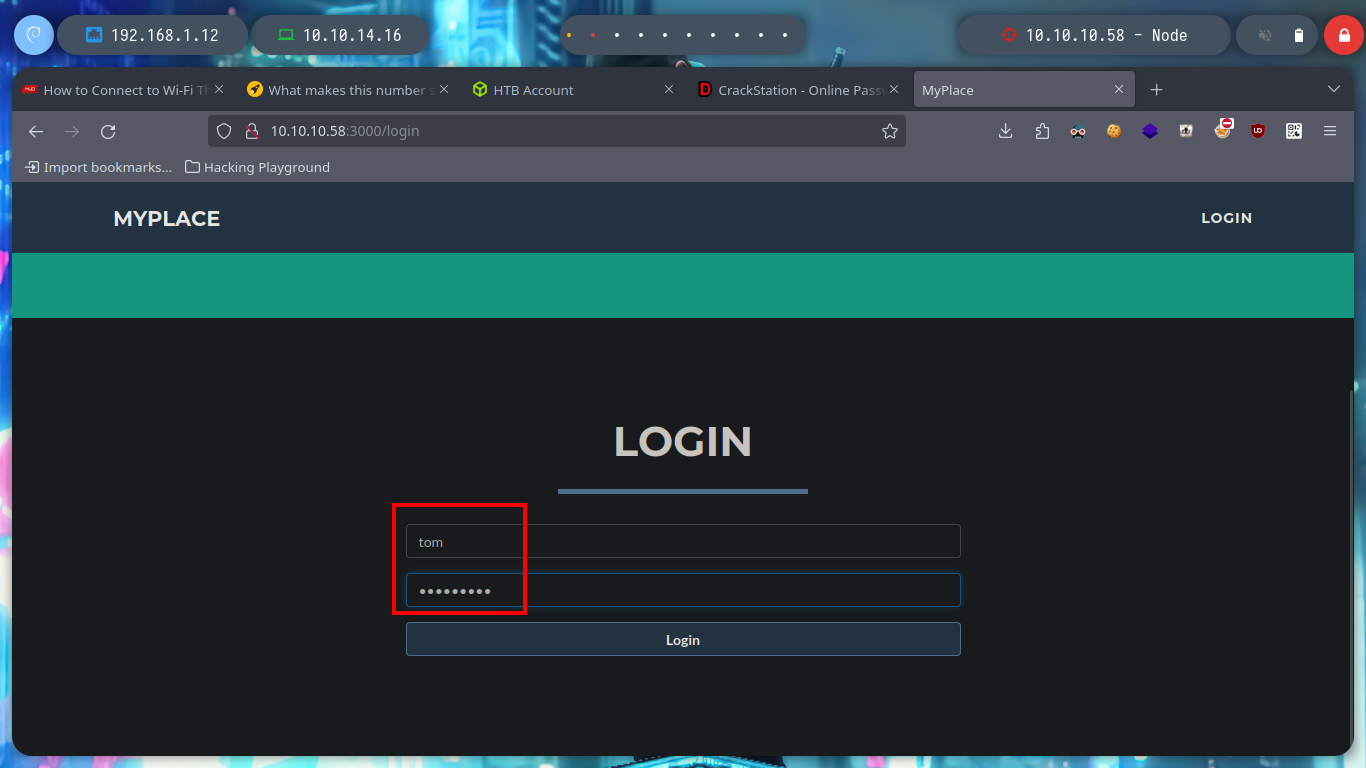 192.168.1.12 10.10.14.16 10.10.10.58 - Node
How to Connect to Wi-Fi Th What makes this number s HTB Account CrackStation - Online Passw MyPlace
10.10.10.58:3000/login
Import bookmarks... Hacking Playground
MYPLACE LOGIN
LOGIN
tom
•••••••••
Login